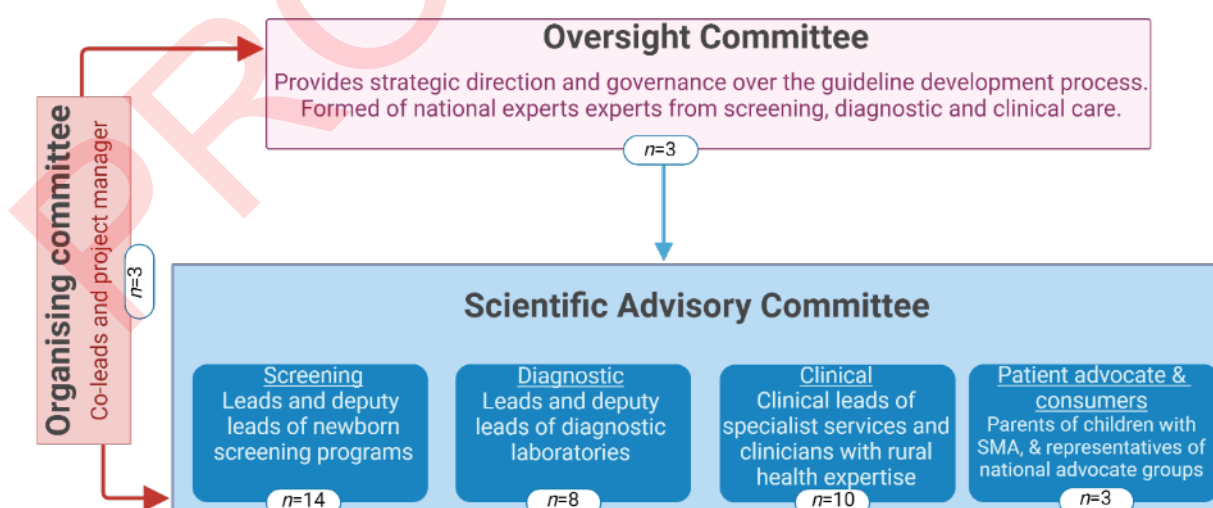 Oversight Committee
Provides strategic direction and governance over the guideline development process.
Formed of national experts experts from screening, diagnostic and clinical care.
n=3
Organising committee
Co-leads and project manager
n=3
Scientific Advisory Committee
Screening
Leads and deputy
leads of newborn
screening programs
n=14
Diagnostic
Leads and deputy
leads of diagnostic
laboratories
n=8
Clinical
Clinical leads of
specialist services and
clinicians with rural
health expertise
n=10
Patient advocate &
consumers
Parents of children with
SMA, & representatives of
national advocate groups
n=3